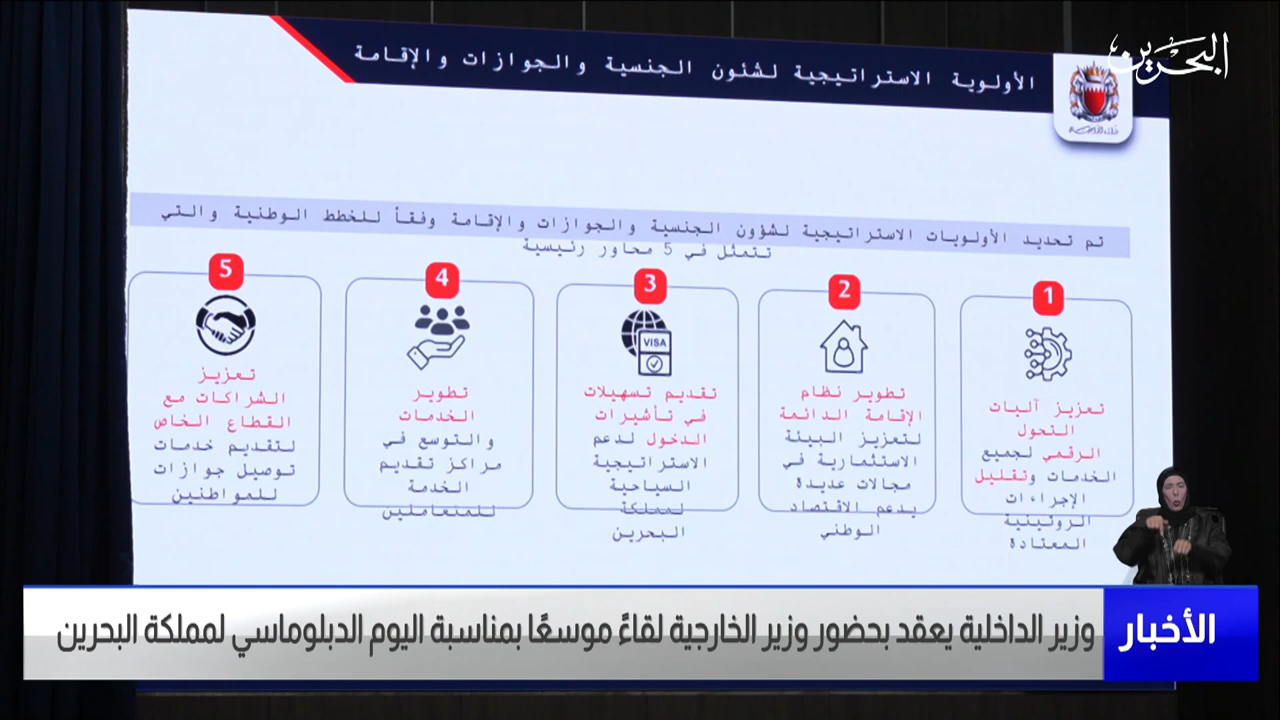 البحرين
الأولوية الاستراتيجية لشئون الجنسية والجوازات والإقامة
تم تحديد الأولويات الاستراتيجية لشؤون الجنسية والجوازات والإقامة وفقاً للخطط الوطنية والتي
تتمثل في 5 محاور رئيسية
1
تعزيز آليات
التحول
الرقمي لجميع
الخدمات وتقليل
الإجراءات
الروتينية
المعتادة
2
تطوير نظام
الإقامة الدائمة
لتعزيز البيئة
الاستثمارية في
مجالات عديدة
يدعم الاقتصاد
الوطني
3
VISA
تقديم تسهيلات
في تأشيرات
الدخول لدعم
الاستراتيجية
السياحية
لمملكة
البحرين
4
تطوير
الخدمات
والتوسع في
مراكز تقديم
الخدمة
للمتعاملين
5
تعزيز
الشراكات مع
القطاع الخاص
لتقديم خدمات
توصيل جوازات
للمواطنين
الأخبار
وزير الداخلية يعقد بحضور وزير الخارجية لقاءً موسعًا بمناسبة اليوم الدبلوماسي لمملكة البحرين